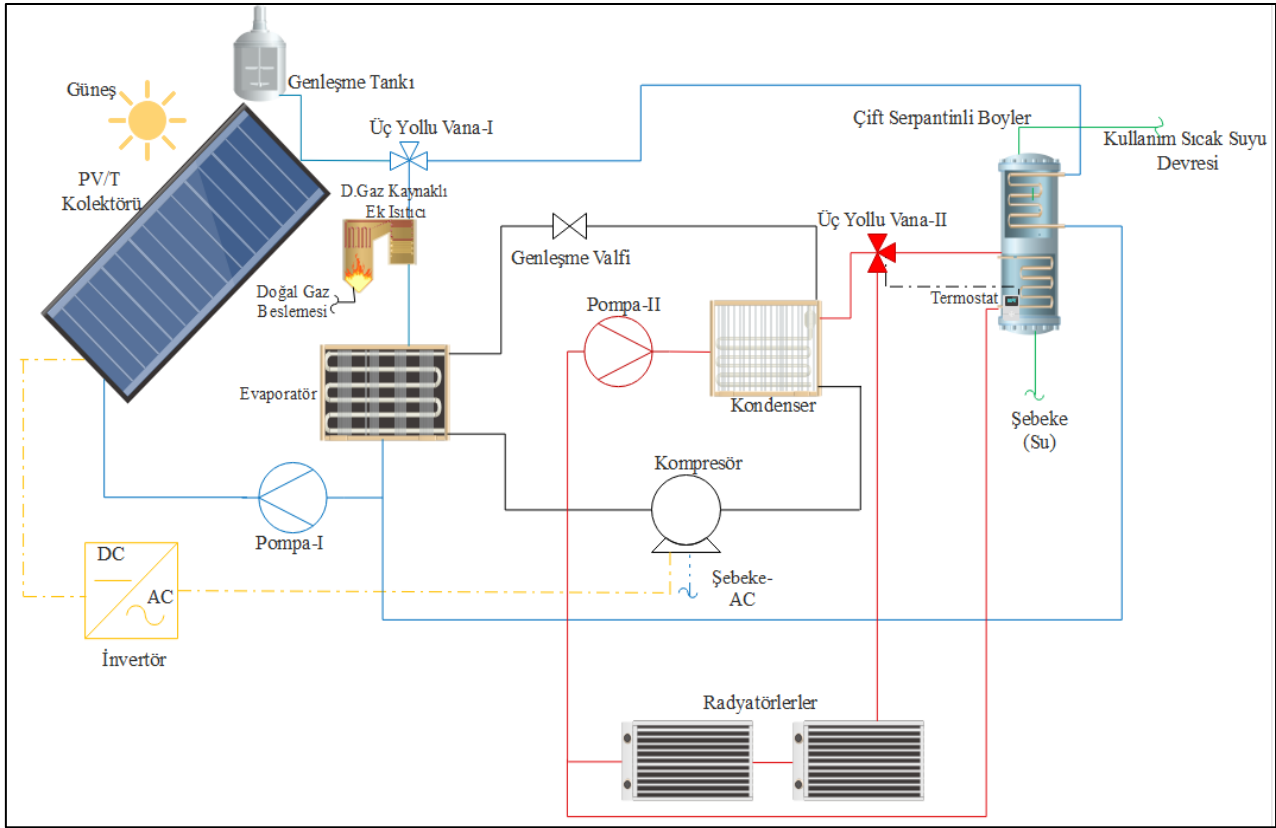 Genleşme Tankı
Güneş
Üç Yollu Vana-I
Çift Serpantinli Boyler
Kullanım Sıcak Suyu
Devresi
PV/T
Kolektörü
D.Gaz Kaynaklı
Ek Isıtıcı
Üç Yollu Vana-II
Genleşme Valfi
Doğal Gaz
Beslemesi
Pompa-II
Termostat
Evaporatör
Kondenser
Şebeke
(Su)
Kompresör
Pompa-I
DC
AC
Şebeke-
AC
İnvertör
Radyatörlerler